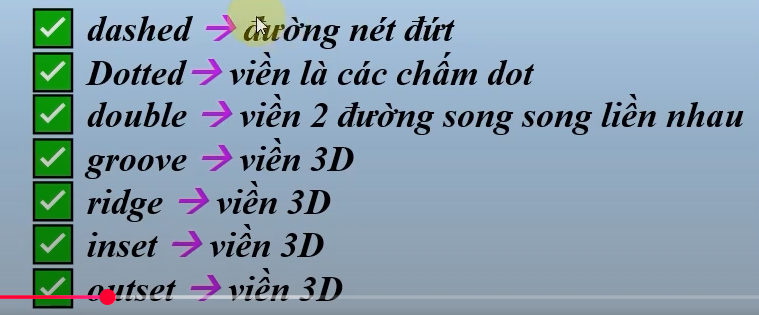 dashed → đường nét đứt
Dotted → viền là các chấm dot
double → viền 2 đường song song liền nhau
groove → viền 3D
ridge → viền 3D
inset → viền 3D
outset → viền 3D